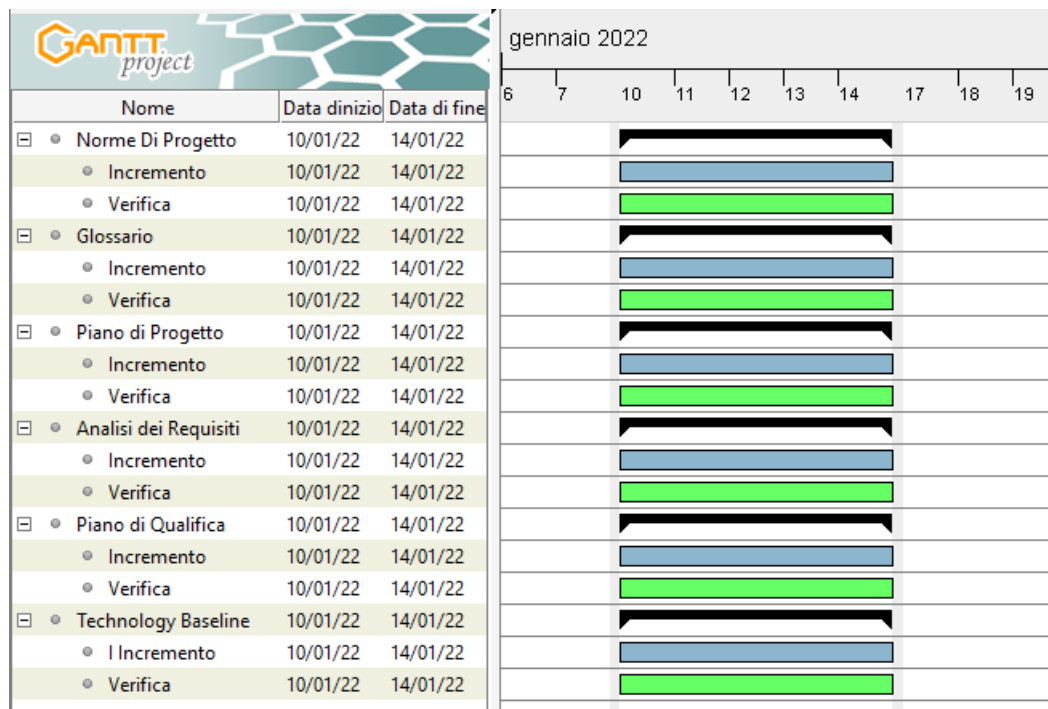 GANTT
project
gennaio 2022
6 7 10 11 12 13 14 17 18 19
Nome Data dinizio Data di fine
Norme Di Progetto 10/01/22 14/01/22
Incremento 10/01/22 14/01/22
Verifica 10/01/22 14/01/22
Glossario 10/01/22 14/01/22
Incremento 10/01/22 14/01/22
Verifica 10/01/22 14/01/22
Piano di Progetto 10/01/22 14/01/22
Incremento 10/01/22 14/01/22
Verifica 10/01/22 14/01/22
Analisi dei Requisiti 10/01/22 14/01/22
Incremento 10/01/22 14/01/22
Verifica 10/01/22 14/01/22
Piano di Qualifica 10/01/22 14/01/22
Incremento 10/01/22 14/01/22
Verifica 10/01/22 14/01/22
Technology Baseline 10/01/22 14/01/22
I Incremento 10/01/22 14/01/22
Verifica 10/01/22 14/01/22